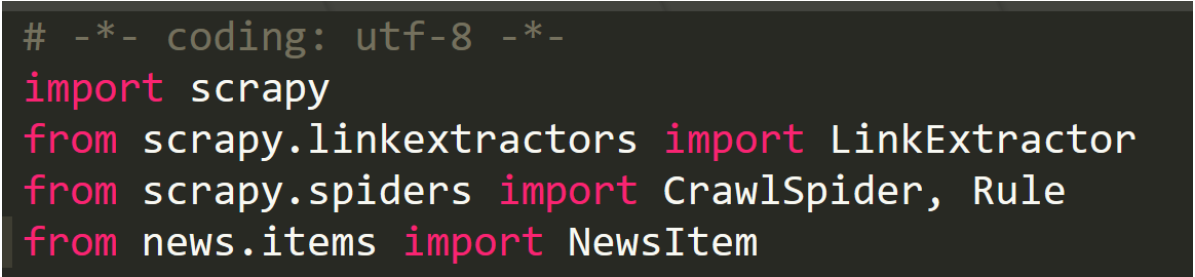 # -*- coding: utf-8 -*-
import scrapy
from scrapy.linkextractors import LinkExtractor
from scrapy.spiders import CrawlSpider, Rule
from news.items import NewsItem